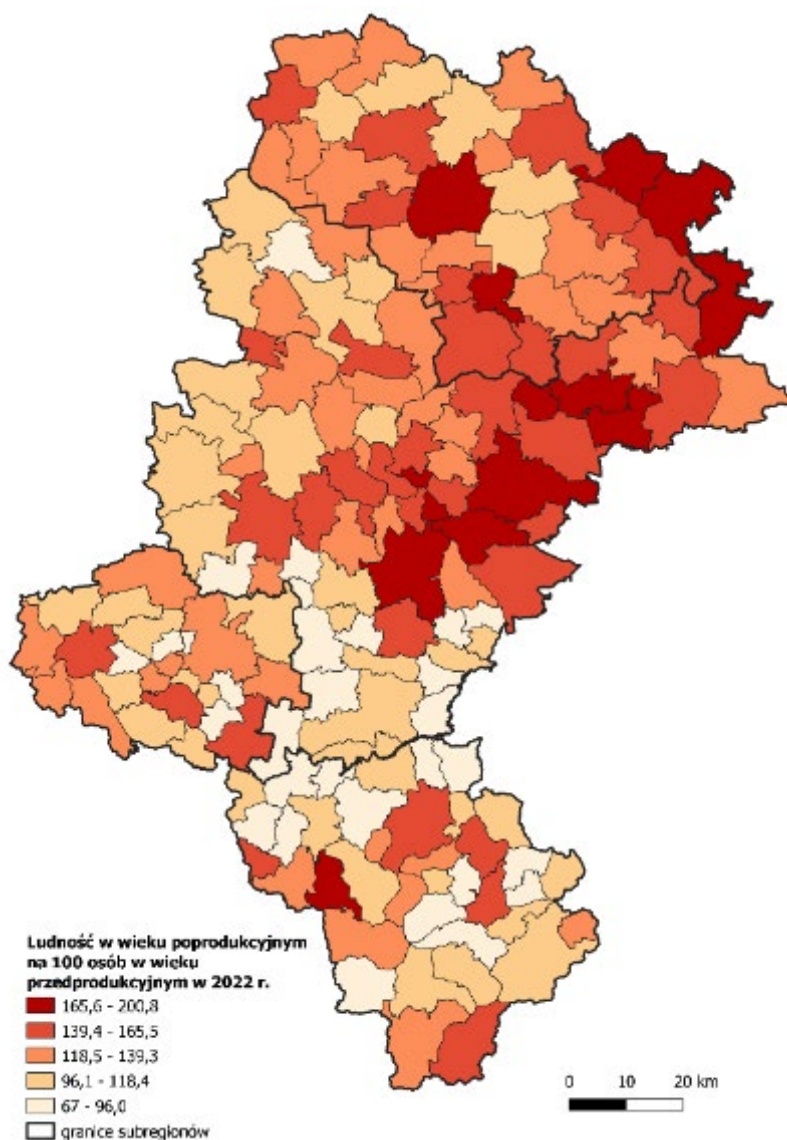 Ludność w wieku poprodukcyjnym
na 100 osób w wieku
przedprodukcyjnym w 2022 r.
165,6 - 200,8
139,4 - 165,5
118,5 - 139,3
96,1 - 118,4
67 - 96,0
granice subregionów
0 10 20 km